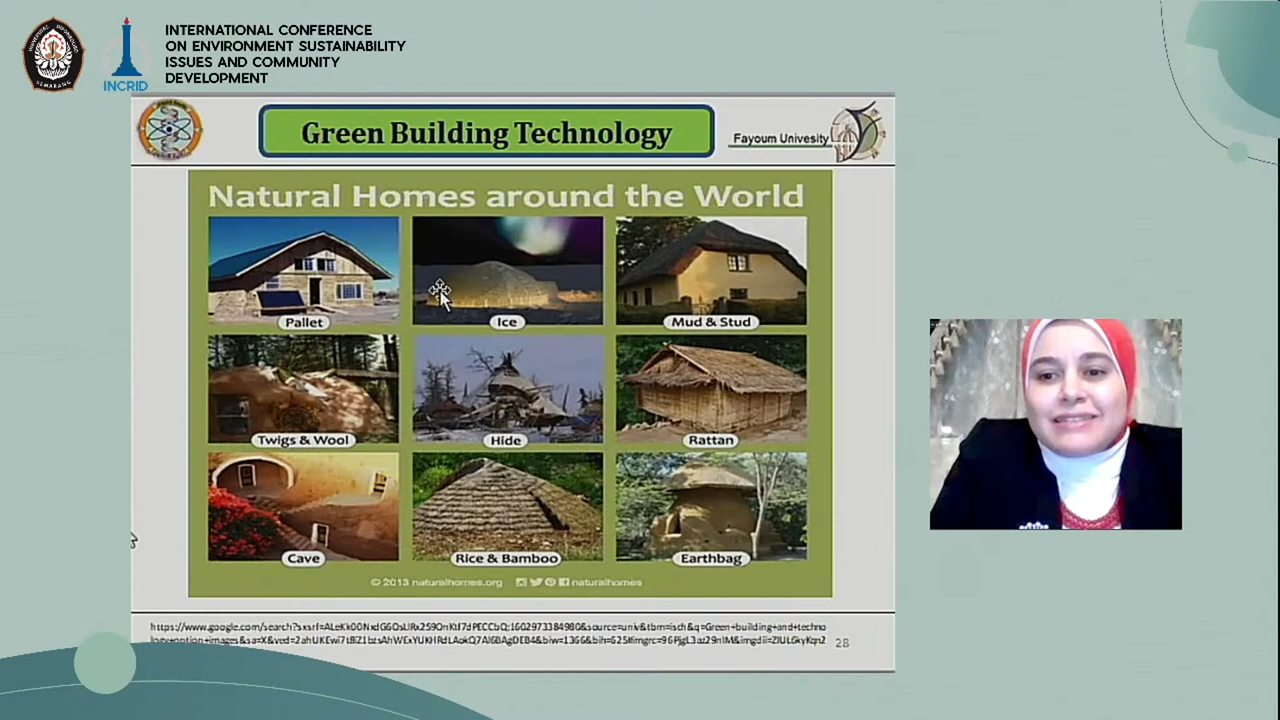 INTERNATIONAL CONFERENCE
ON ENVIRONMENT SUSTAINABILITY
ISSUES AND COMMUNITY
DEVELOPMENT
INCRID
SEMARANG
Green Building Technology
Fayoum Univesity
Natural Homes around the World
Pallet
Ice
Mud & Stud
Twigs & Wool
Hide
Rattan
Cave
Rice & Bamboo
Earthbag
© 2013 naturalhomes.org
naturalhomes
28